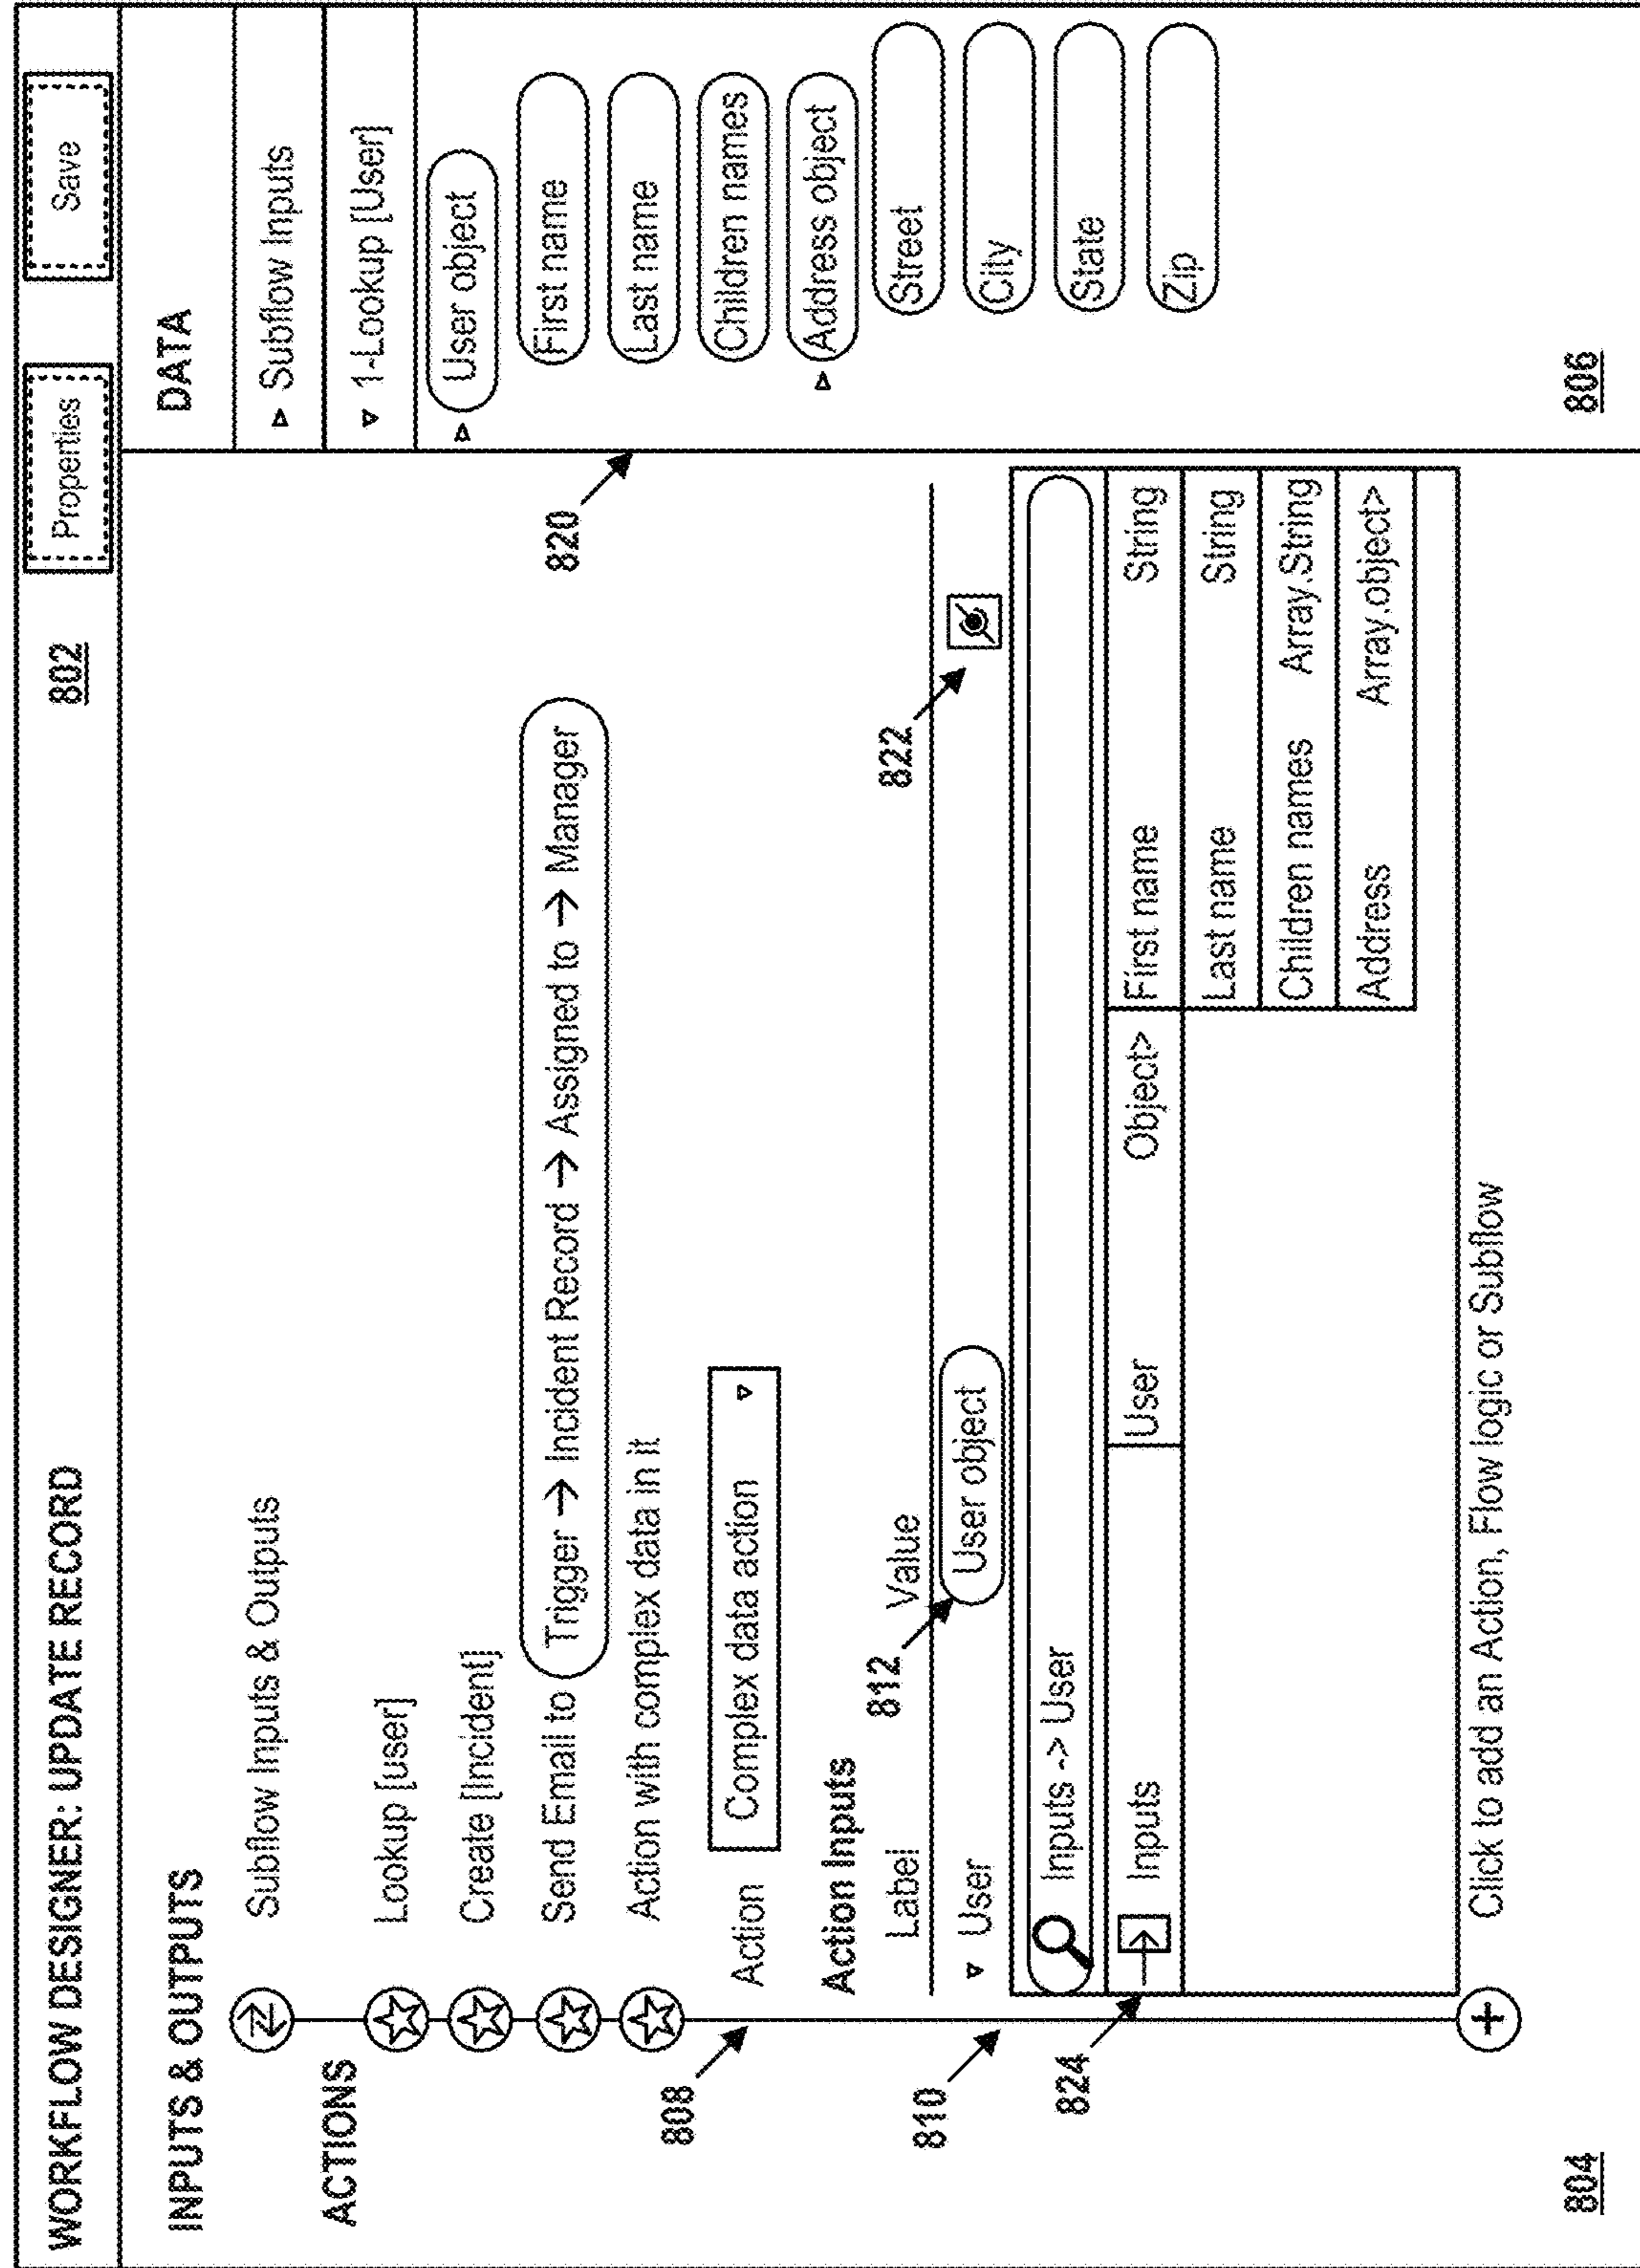 WORKFLOW DESIGNER: UPDATE RECORD 802 Properties Save
INPUTS & OUTPUTS
Subflow Inputs & Outputs
ACTIONS
Lookup [user]
Create [Incident]
Send Email to Trigger → Incident Record → Assigned to → Manager
Action with complex data in it
808
Action Complex data action
Action Inputs
Label Value
812
822
810
User User object
Inputs -> User
824
Inputs User Object> First name String
Last name String
Children names Array.String
Address Array.object>
Click to add an Action, Flow logic or Subflow
804
DATA
Subflow Inputs
1-Lookup [User]
User object
820
First name
Last name
Children names
Address object
Street
City
State
Zip
806